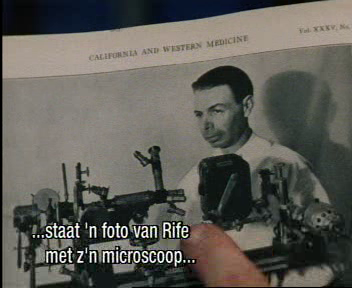 CALIFORNIA AND WESTERN MEDICINE
Vol. XXXV, No.
...staat 'n foto van Rife
met z'n microscoop...